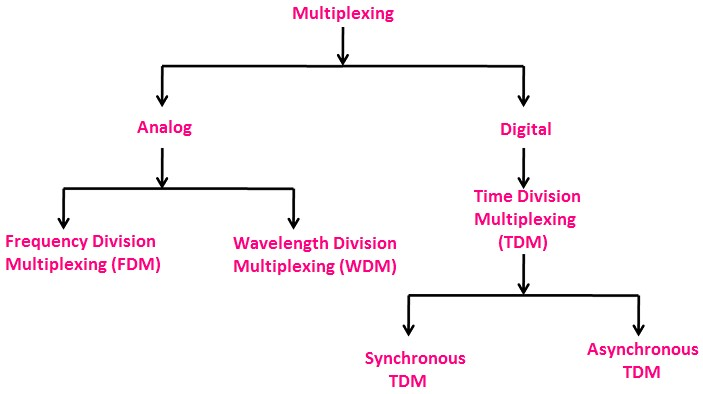 Multiplexing
Analog
Digital
Frequency Division
Multiplexing (FDM)
Wavelength Division
Multiplexing (WDM)
Time Division
Multiplexing
(TDM)
Synchronous
TDM
Asynchronous
TDM